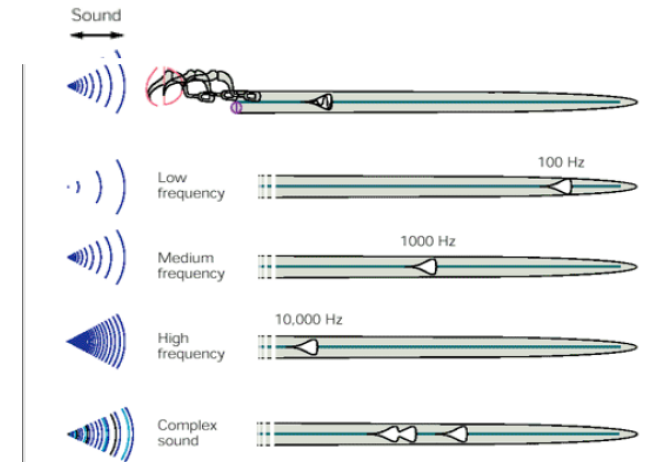 Sound
100 Hz
Low
frequency
1000 Hz
Medium
frequency
10,000 Hz
High
frequency
Complex
sound